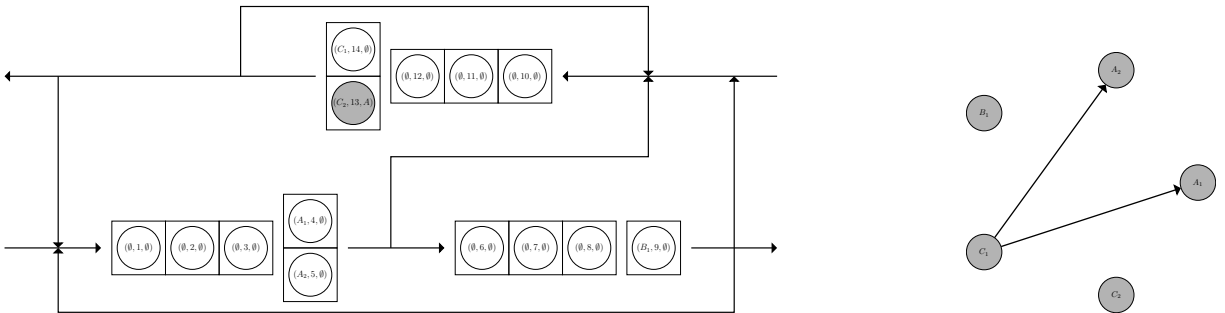 (C₁, 14, ∅)
(∅, 12, ∅) (∅, 11, ∅) (∅, 10, ∅)
(C₂, 13, A)
(A₁, 4, ∅)
(∅, 1, ∅) (∅, 2, ∅) (∅, 3, ∅)
(A₂, 5, ∅)
(∅, 6, ∅) (∅, 7, ∅) (∅, 8, ∅) (B₁, 9, ∅)
A₂
B₁
A₁
C₁
C₂